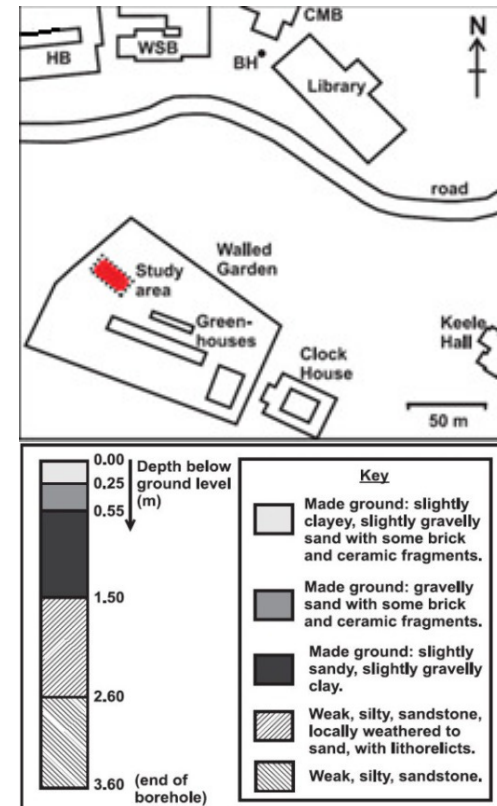 CMB
N
WSB
HB
BH
Library
road
Walled
Garden
Study
area
Green-
houses
Clock
House
Keele
Hall
50 m
0.00
0.25
0.55
1.50
2.60
3.60
Depth below
ground level
(m)
(end of
borehole)
Key
Made ground: slightly
clayey, slightly gravelly
sand with some brick
and ceramic fragments.
Made ground: gravelly
sand with some brick
and ceramic fragments.
Made ground: slightly
sandy, slightly gravelly
clay.
Weak, silty, sandstone,
locally weathered to
sand, with lithorelicts.
Weak, silty, sandstone.